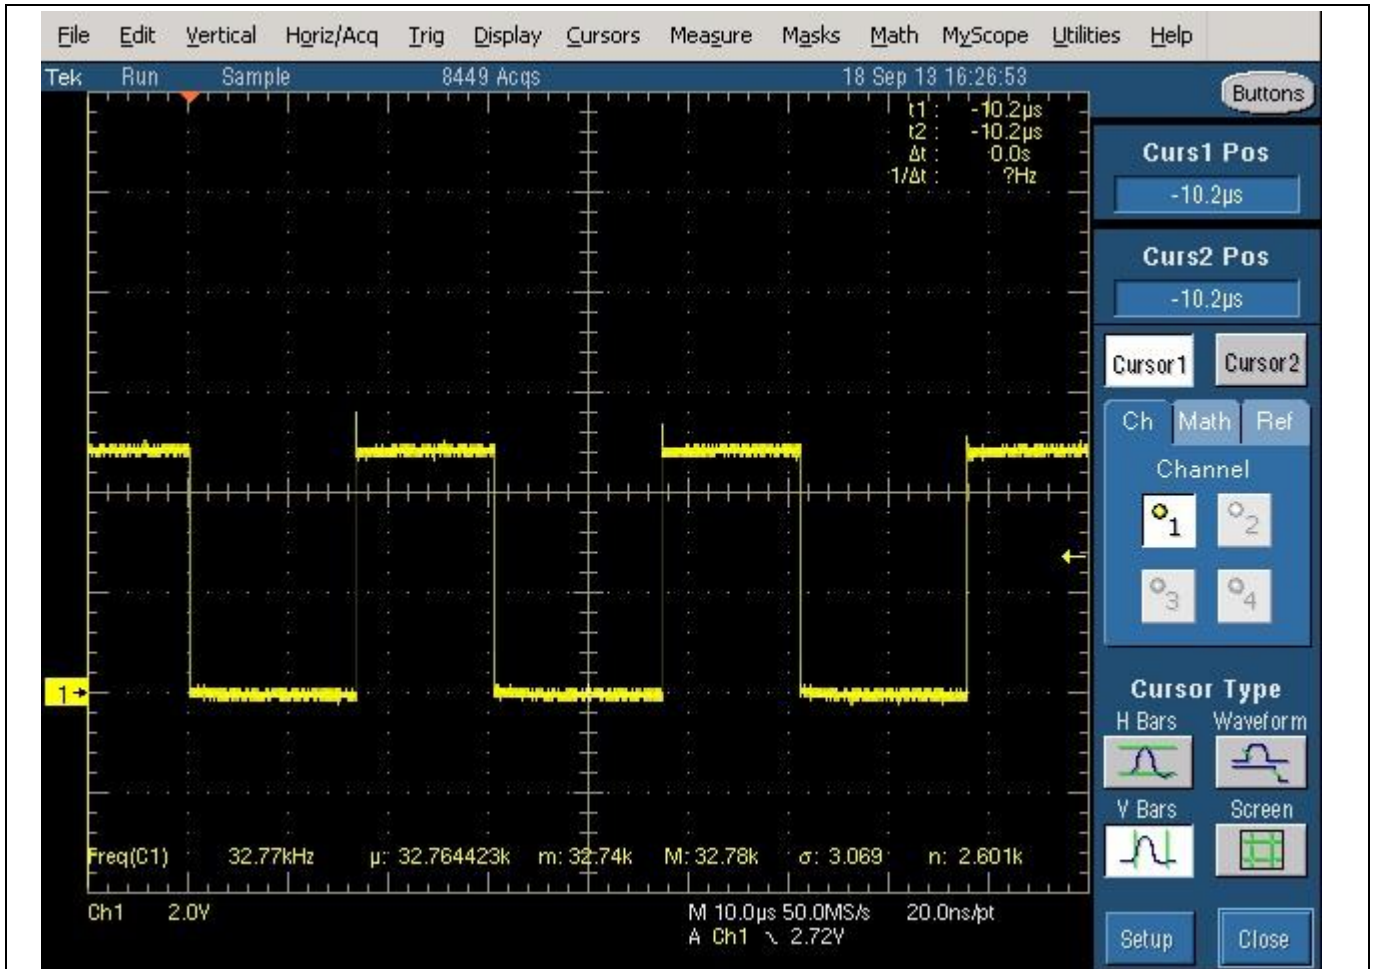 File Edit Vertical Horiz/Acq Trig Display Cursors Measure Masks Math MyScope Utilities Help
Tek Run Sample 8449 Acqs 18 Sep 13 16:26:53
Buttons
t1 : -10.2µs
t2 : -10.2µs
Δt : 0.0s
1/Δt : ?Hz
Curs1 Pos
-10.2µs
Curs2 Pos
-10.2µs
Cursor1 Cursor2
Ch Math Ref
Channel
1 2
3 4
1
Cursor Type
H Bars Waveform
V Bars Screen
Freq(C1) 32.77kHz µ: 32.764423k m: 32.74k M: 32.78k σ: 3.069 n: 2.601k
Ch1 2.0V M 10.0µs 50.0MS/s 20.0ns/pt
A Ch1 \ 2.72V
Setup Close